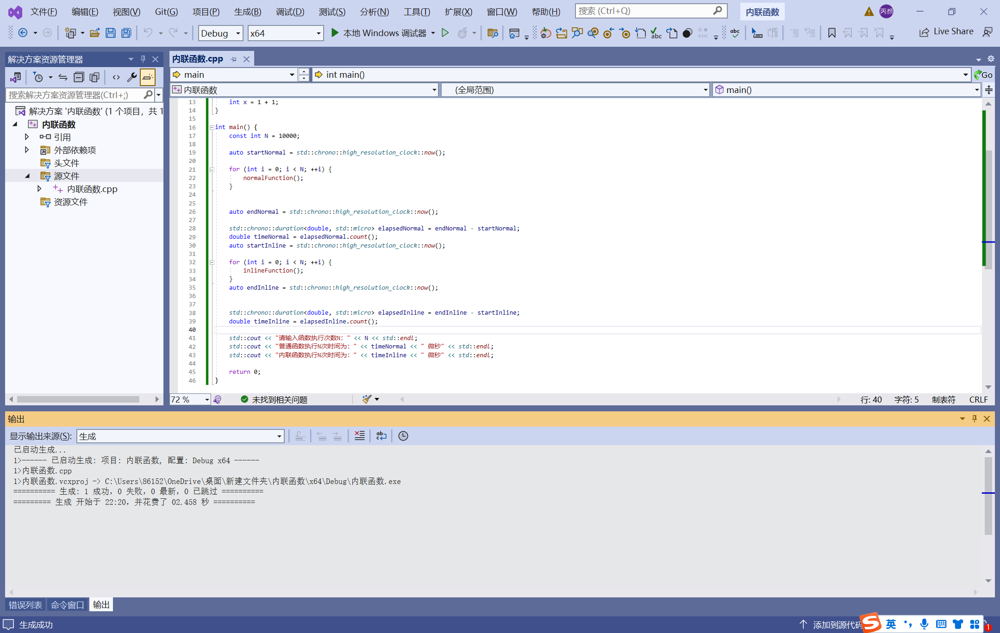 文件(F) 编辑(E) 视图(V) Git(G) 项目(P) 生成(B) 调试(D) 测试(S) 分析(N) 工具(T) 扩展(X) 窗口(W) 帮助(H) 搜索 (Ctrl+Q) 内联函数 丙颜
Debug x64 本地 Windows 调试器 Live Share
解决方案资源管理器
搜索解决方案资源管理器(Ctrl+;)
解决方案 '内联函数' (1 个项目，共 1
内联函数
引用
外部依赖项
头文件
源文件
内联函数.cpp
资源文件
内联函数.cpp
main int main() Go
内联函数 (全局范围) main()
13 int x = 1 + 1;
14 }
15
16 int main() {
17 const int N = 10000;
18
19 auto startNormal = std::chrono::high_resolution_clock::now();
20
21 for (int i = 0; i < N; ++i) {
22 normalFunction();
23 }
24
25
26 auto endNormal = std::chrono::high_resolution_clock::now();
27
28 std::chrono::duration<double, std::micro> elapsedNormal = endNormal - startNormal;
29 double timeNormal = elapsedNormal.count();
30 auto startInline = std::chrono::high_resolution_clock::now();
31
32 for (int i = 0; i < N; ++i) {
33 inlineFunction();
34 }
35 auto endInline = std::chrono::high_resolution_clock::now();
36
37
38 std::chrono::duration<double, std::micro> elapsedInline = endInline - startInline;
39 double timeInline = elapsedInline.count();
40
41 std::cout << "请输入函数执行次数N: " << N << std::endl;
42 std::cout << "普通函数执行N次时间为: " << timeNormal << " 微秒" << std::endl;
43 std::cout << "内联函数执行N次时间为: " << timeInline << " 微秒" << std::endl;
44
45 return 0;
46 }
72 % 未找到相关问题 行: 40 字符: 5 制表符 CRLF
输出
显示输出来源(S): 生成
已启动生成...
1>------ 已启动生成: 项目: 内联函数, 配置: Debug x64 ------
1>内联函数.cpp
1>内联函数.vcxproj -> C:\Users\86152\OneDrive\桌面\新建文件夹\内联函数\x64\Debug\内联函数.exe
========== 生成: 1 成功，0 失败，0 最新，0 已跳过 ==========
========= 生成 开始于 22:20，并花费了 02.458 秒 ==========
错误列表 命令窗口 输出
生成成功 添加到源代码 英 1